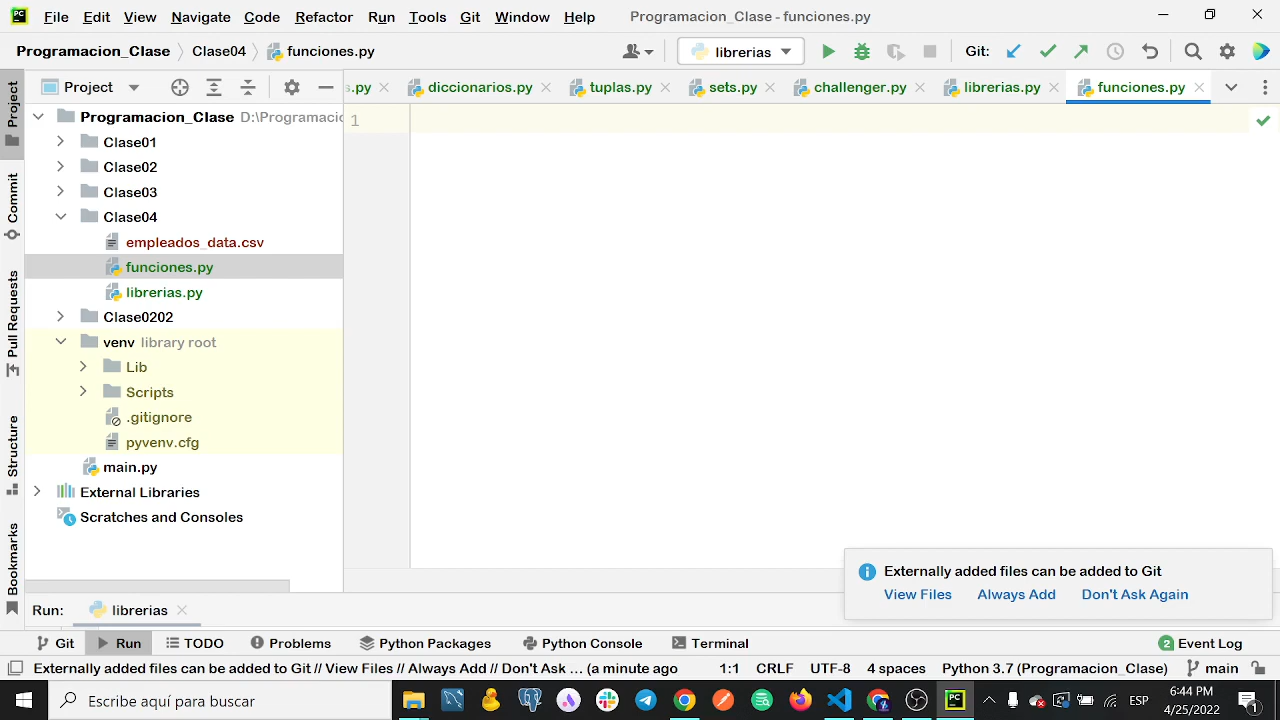 PC File Edit View Navigate Code Refactor Run Tools Git Window Help Programacion_Clase - funciones.py
Programacion_Clase Clase04 funciones.py librerias Git:
Project s.py diccionarios.py tuplas.py sets.py challenger.py librerias.py funciones.py
Project
Commit
Pull Requests
Structure
Bookmarks
Programacion_Clase D:\Programacio
Clase01
Clase02
Clase03
Clase04
empleados_data.csv
funciones.py
librerias.py
Clase0202
venv library root
Lib
Scripts
.gitignore
pyvenv.cfg
main.py
External Libraries
Scratches and Consoles
1
Externally added files can be added to Git
View Files Always Add Don't Ask Again
Run: librerias
Git Run TODO Problems Python Packages Python Console Terminal 2 Event Log
Externally added files can be added to Git // View Files // Always Add // Don't Ask ... (a minute ago 1:1 CRLF UTF-8 4 spaces Python 3.7 (Programacion_Clase) main
Escribe aquí para buscar PC ESP 6:44 PM
4/25/2022 1